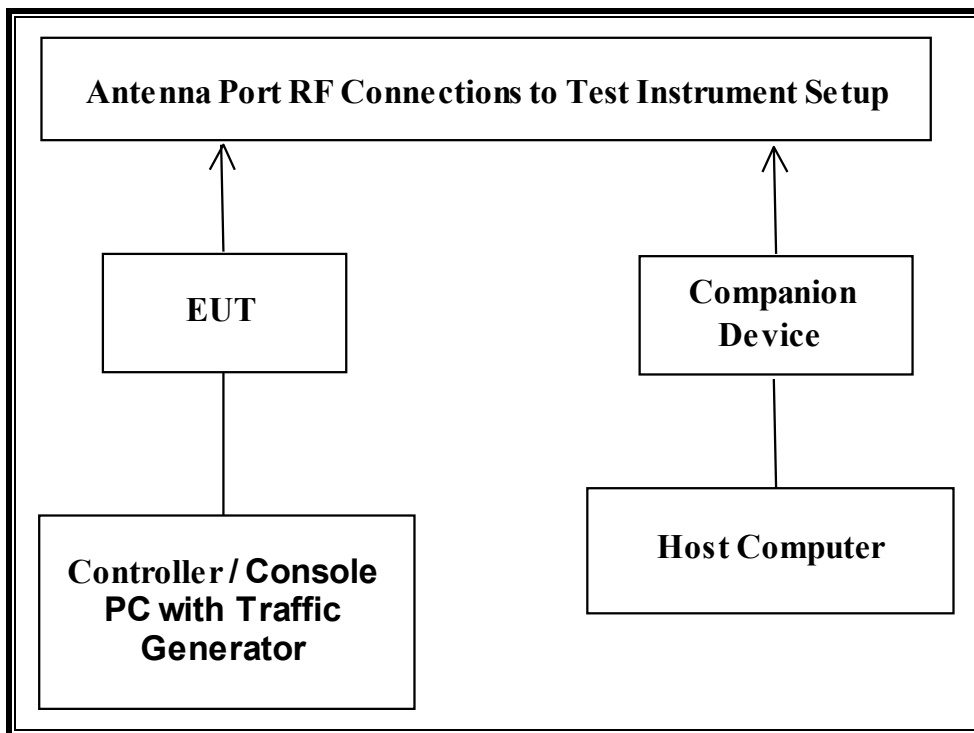 Antenna Port RF Connections to Test Instrument Setup
EUT
Companion
Device
Controller / Console
PC with Traffic
Generator
Host Computer